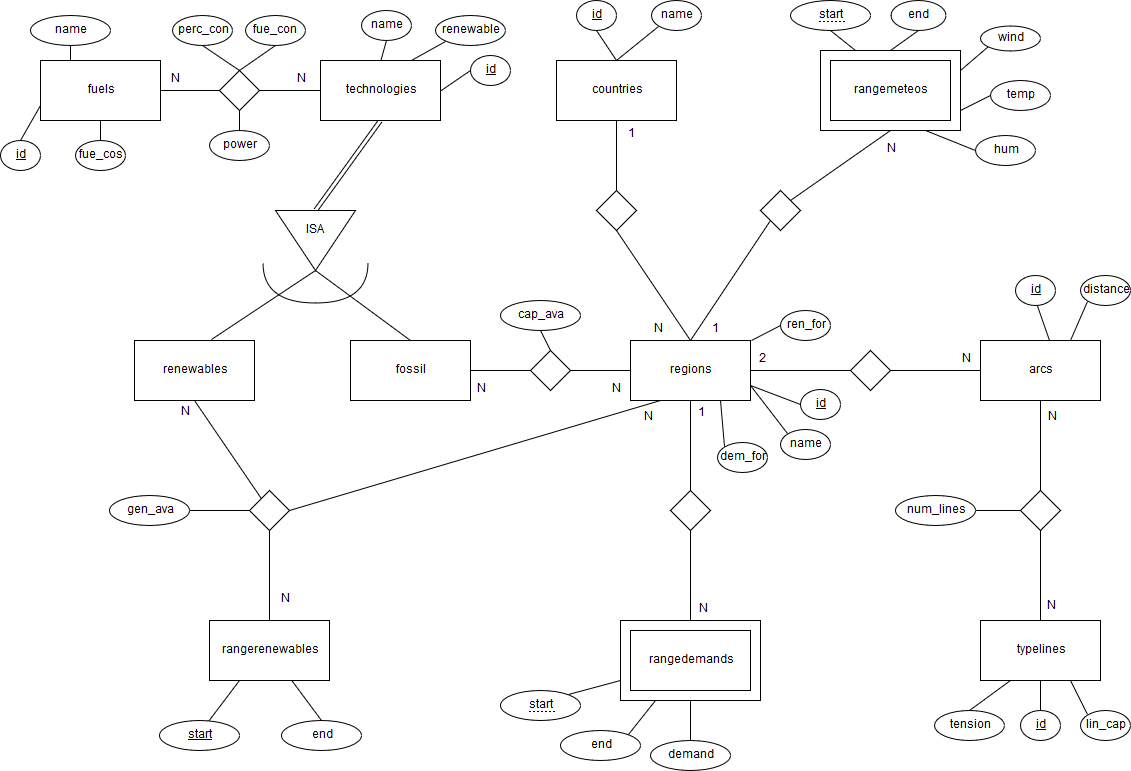 start
end
id
name
name
renewable
name
perc_con
fue_con
wind
id
N
N
fuels
technologies
countries
rangemeteos
temp
1
power
N
hum
id
fue_cos
ISA
id
distance
cap_ava
ren_for
N
1
2
N
renewables
fossil
regions
arcs
N
N
id
N
N
1
N
name
dem_for
gen_ava
num_lines
N
N
N
rangerenewables
rangedemands
typelines
start
start
end
end
demand
tension
id
lin_cap